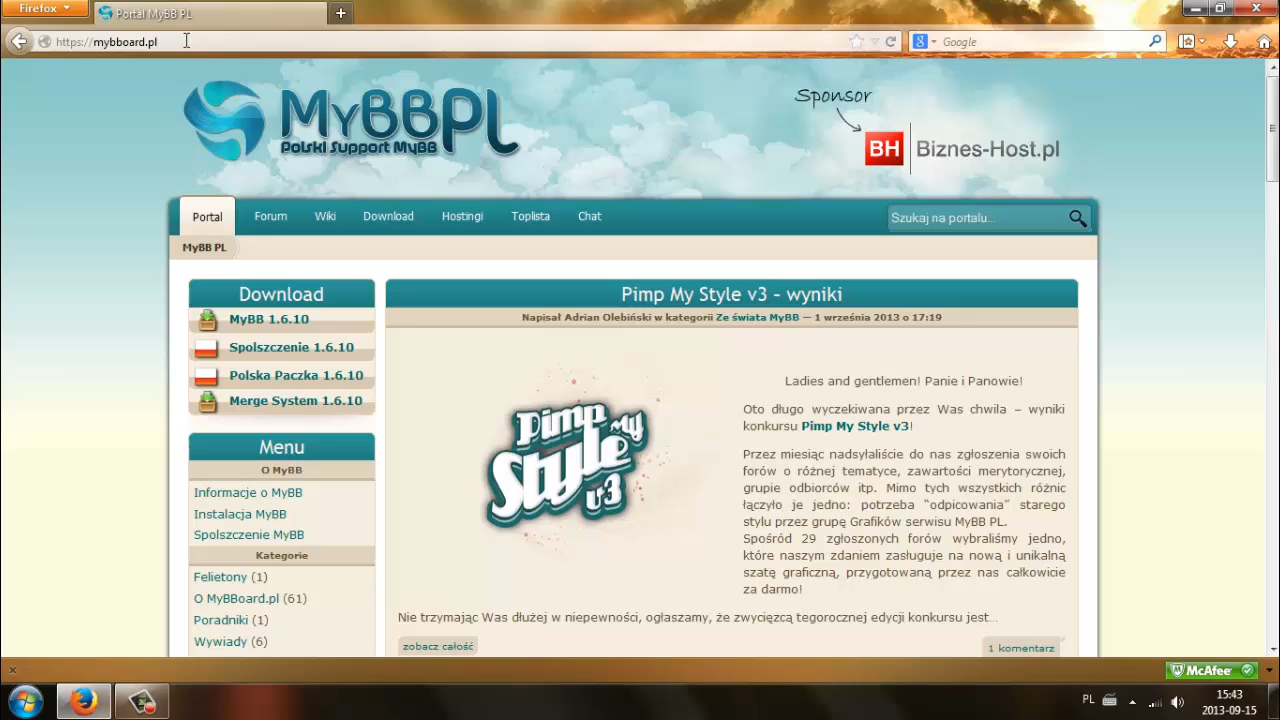 Firefox
Portal MyBB PL
https://mybboard.pl
Google
MyBBPL
Polski Support MyBB
Sponsor
BH Biznes-Host.pl
Portal Forum Wiki Download Hostingi Toplista Chat
Szukaj na portalu...
MyBB PL
Download
MyBB 1.6.10
Spolszczenie 1.6.10
Polska Paczka 1.6.10
Merge System 1.6.10
Menu
O MyBB
Informacje o MyBB
Instalacja MyBB
Spolszczenie MyBB
Kategorie
Felietony (1)
O MyBBoard.pl (61)
Poradniki (1)
Wywiady (6)
Pimp My Style v3 – wyniki
Napisał Adrian Olebiński w kategorii Ze świata MyBB — 1 września 2013 o 17:19
Pimp My
Style
v3
Ladies and gentlemen! Panie i Panowie!
Oto długo wyczekiwana przez Was chwila – wyniki
konkursu Pimp My Style v3!
Przez miesiąc nadsyłaliście do nas zgłoszenia swoich
forów o różnej tematyce, zawartości merytorycznej,
grupie odbiorców itp. Mimo tych wszystkich różnic
łączyło je jedno: potrzeba “odpicowania” starego
stylu przez grupę Grafików serwisu MyBB PL.
Spośród 29 zgłoszonych forów wybraliśmy jedno,
które naszym zdaniem zasługuje na nową i unikalną
szatę graficzną, przygotowaną przez nas całkowicie
za darmo!
Nie trzymając Was dłużej w niepewności, ogłaszamy, że zwycięzcą tegorocznej edycji konkursu jest...
zobacz całość
1 komentarz
McAfee
PL
15:43
2013-09-15